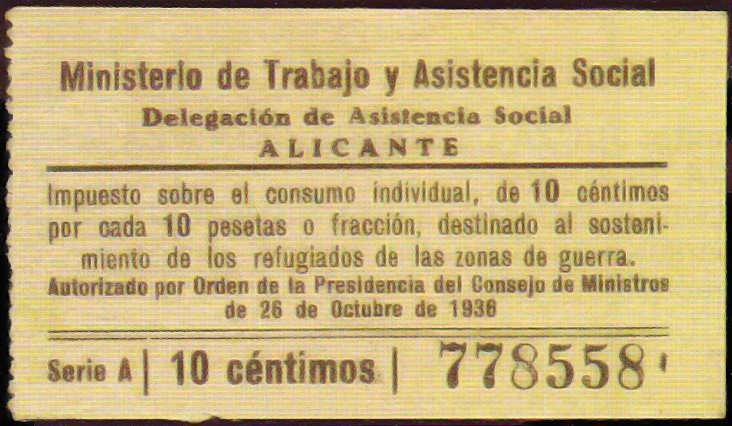 Ministerio de Trabajo y Asistencia Social
Delegación de Asistencia Social
ALICANTE
Impuesto sobre el consumo individual, de 10 céntimos
por cada 10 pesetas o fracción, destinado al sosteni-
miento de los refugiados de las zonas de guerra.
Autorizado por Orden de la Presidencia del Consejo de Ministros
de 26 de Octubre de 1936
Serie A | 10 céntimos | 778558